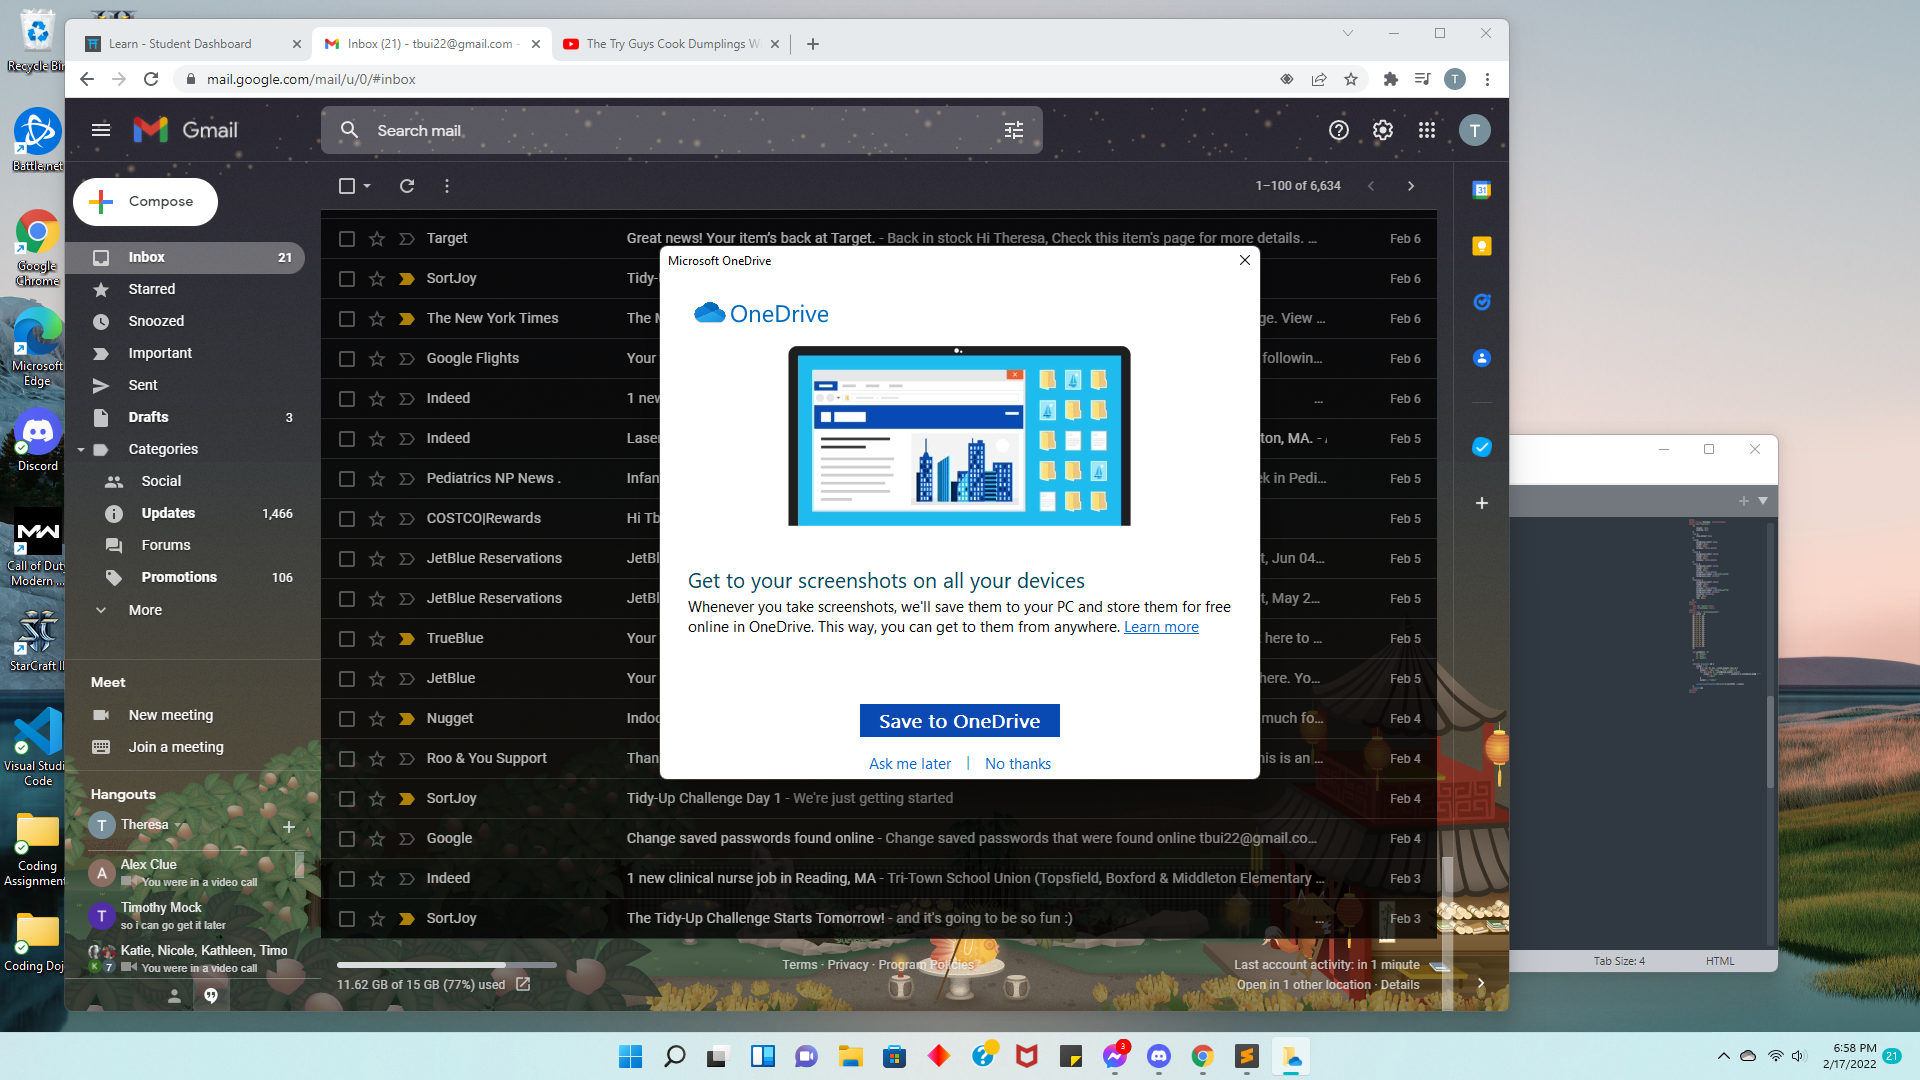 Recycle Bin
Battle.net
Google
Chrome
Microsoft
Edge
Discord
Call of Duty
Modern ...
StarCraft II
Visual Studi
Code
Coding
Assignment
Coding Doj
Learn - Student Dashboard
Inbox (21) - tbui22@gmail.com -
The Try Guys Cook Dumplings W
mail.google.com/mail/u/0/#inbox
T
Gmail
Search mail
T
Compose
1–100 of 6,634
Inbox 21
Starred
Snoozed
Important
Sent
Drafts 3
Categories
Social
Updates 1,466
Forums
Promotions 106
More
Meet
New meeting
Join a meeting
Hangouts
T Theresa
A Alex Clue
You were in a video call
T Timothy Mock
so i can go get it later
Katie, Nicole, Kathleen, Timo
K 7 You were in a video call
Target Great news! Your item's back at Target. - Back in stock Hi Theresa, Check this item's page for more details. ... Feb 6
SortJoy Tidy- Feb 6
The New York Times The M ge. View ... Feb 6
Google Flights Your followin... Feb 6
Indeed 1 new ... Feb 6
Indeed Lase ton, MA. - Feb 5
Pediatrics NP News . Infan ek in Pedi... Feb 5
COSTCO|Rewards Hi Tb Feb 5
JetBlue Reservations JetBl t, Jun 04... Feb 5
JetBlue Reservations JetBl t, May 2... Feb 5
TrueBlue Your here to ... Feb 5
JetBlue Your here. Yo... Feb 5
Nugget Indoo much fo... Feb 4
Roo & You Support Than his is an ... Feb 4
SortJoy Tidy-Up Challenge Day 1 - We're just getting started Feb 4
Google Change saved passwords found online - Change saved passwords that were found online tbui22@gmail.co... Feb 4
Indeed 1 new clinical nurse job in Reading, MA - Tri-Town School Union (Topsfield, Boxford & Middleton Elementary ... Feb 3
SortJoy The Tidy-Up Challenge Starts Tomorrow! - and it's going to be so fun :) ... Feb 3
11.62 GB of 15 GB (77%) used
Terms · Privacy · Program Policies
Last account activity: in 1 minute
Open in 1 other location · Details
31
Microsoft OneDrive
OneDrive
Get to your screenshots on all your devices
Whenever you take screenshots, we'll save them to your PC and store them for free
online in OneDrive. This way, you can get to them from anywhere. Learn more
Save to OneDrive
Ask me later | No thanks
Tab Size: 4 HTML
3
6:58 PM
2/17/2022
21